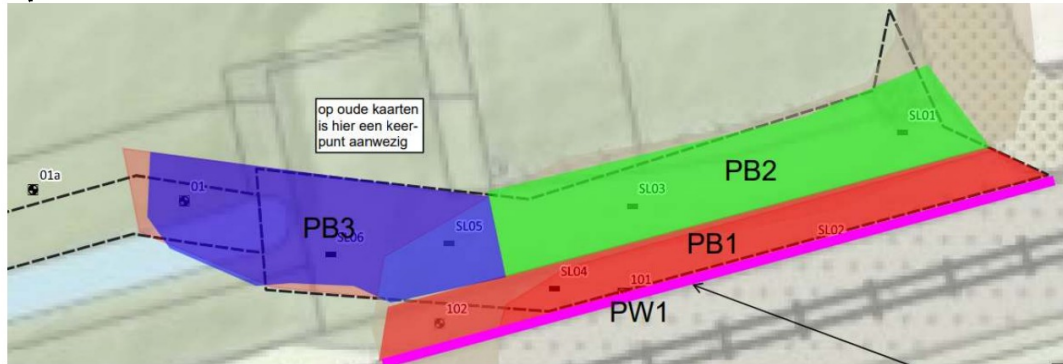 op oude kaarten
is hier een keer-
punt aanwezig
SL01
01a
01
PB2
SL03
PB3
SL05
SL06
PB1
SL02
SL04
101
PW1
102